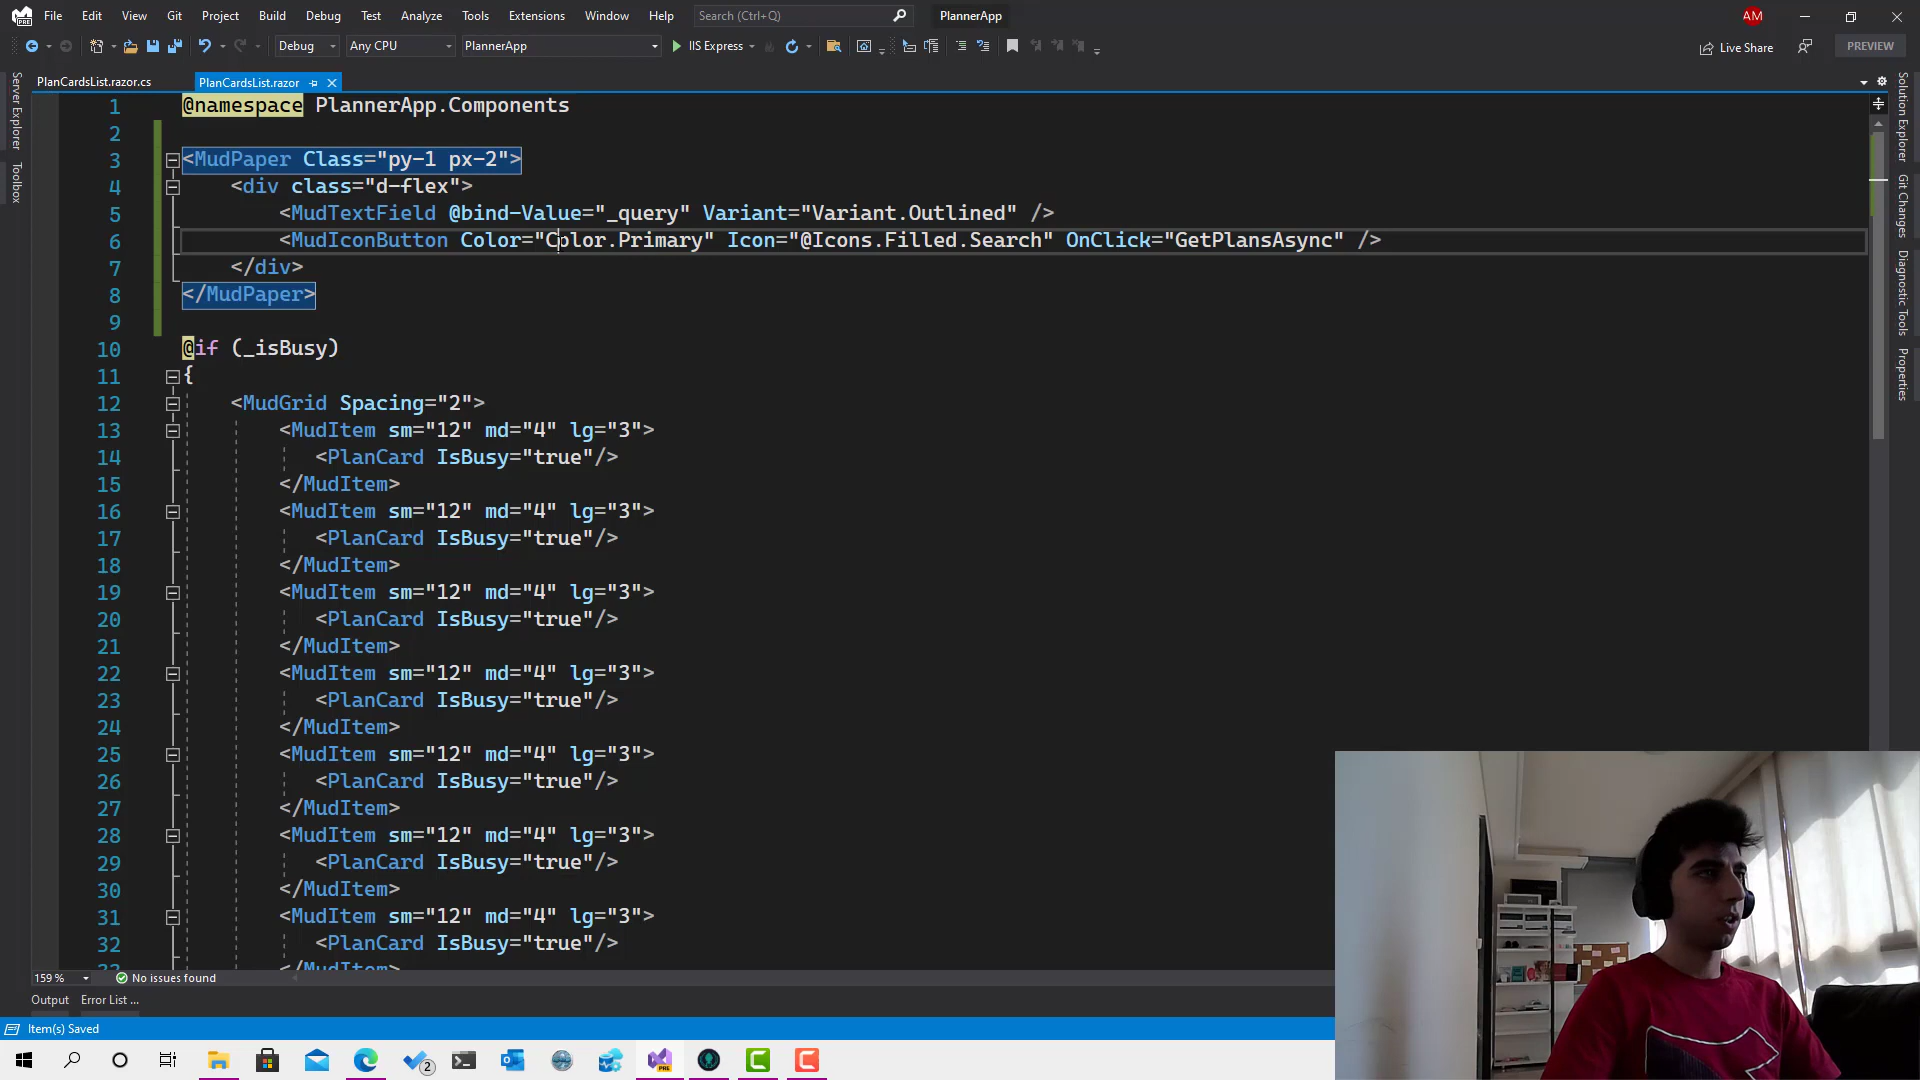 File Edit View Git Project Build Debug Test Analyze Tools Extensions Window Help Search (Ctrl+Q) PlannerApp AM
Debug Any CPU PlannerApp IIS Express Live Share PREVIEW
PlanCardsList.razor.cs PlanCardsList.razor
Server Explorer
Toolbox
Solution Explorer
Git Changes
Diagnostic Tools
Properties
1 @namespace PlannerApp.Components
2
3 <MudPaper Class="py-1 px-2">
4 <div class="d-flex">
5 <MudTextField @bind-Value="_query" Variant="Variant.Outlined" />
6 <MudIconButton Color="Color.Primary" Icon="@Icons.Filled.Search" OnClick="GetPlansAsync" />
7 </div>
8 </MudPaper>
9
10 @if (_isBusy)
11 {
12 <MudGrid Spacing="2">
13 <MudItem sm="12" md="4" lg="3">
14 <PlanCard IsBusy="true"/>
15 </MudItem>
16 <MudItem sm="12" md="4" lg="3">
17 <PlanCard IsBusy="true"/>
18 </MudItem>
19 <MudItem sm="12" md="4" lg="3">
20 <PlanCard IsBusy="true"/>
21 </MudItem>
22 <MudItem sm="12" md="4" lg="3">
23 <PlanCard IsBusy="true"/>
24 </MudItem>
25 <MudItem sm="12" md="4" lg="3">
26 <PlanCard IsBusy="true"/>
27 </MudItem>
28 <MudItem sm="12" md="4" lg="3">
29 <PlanCard IsBusy="true"/>
30 </MudItem>
31 <MudItem sm="12" md="4" lg="3">
32 <PlanCard IsBusy="true"/>
</MudItem>
159 % No issues found
Output Error List ...
Item(s) Saved
2
PRE